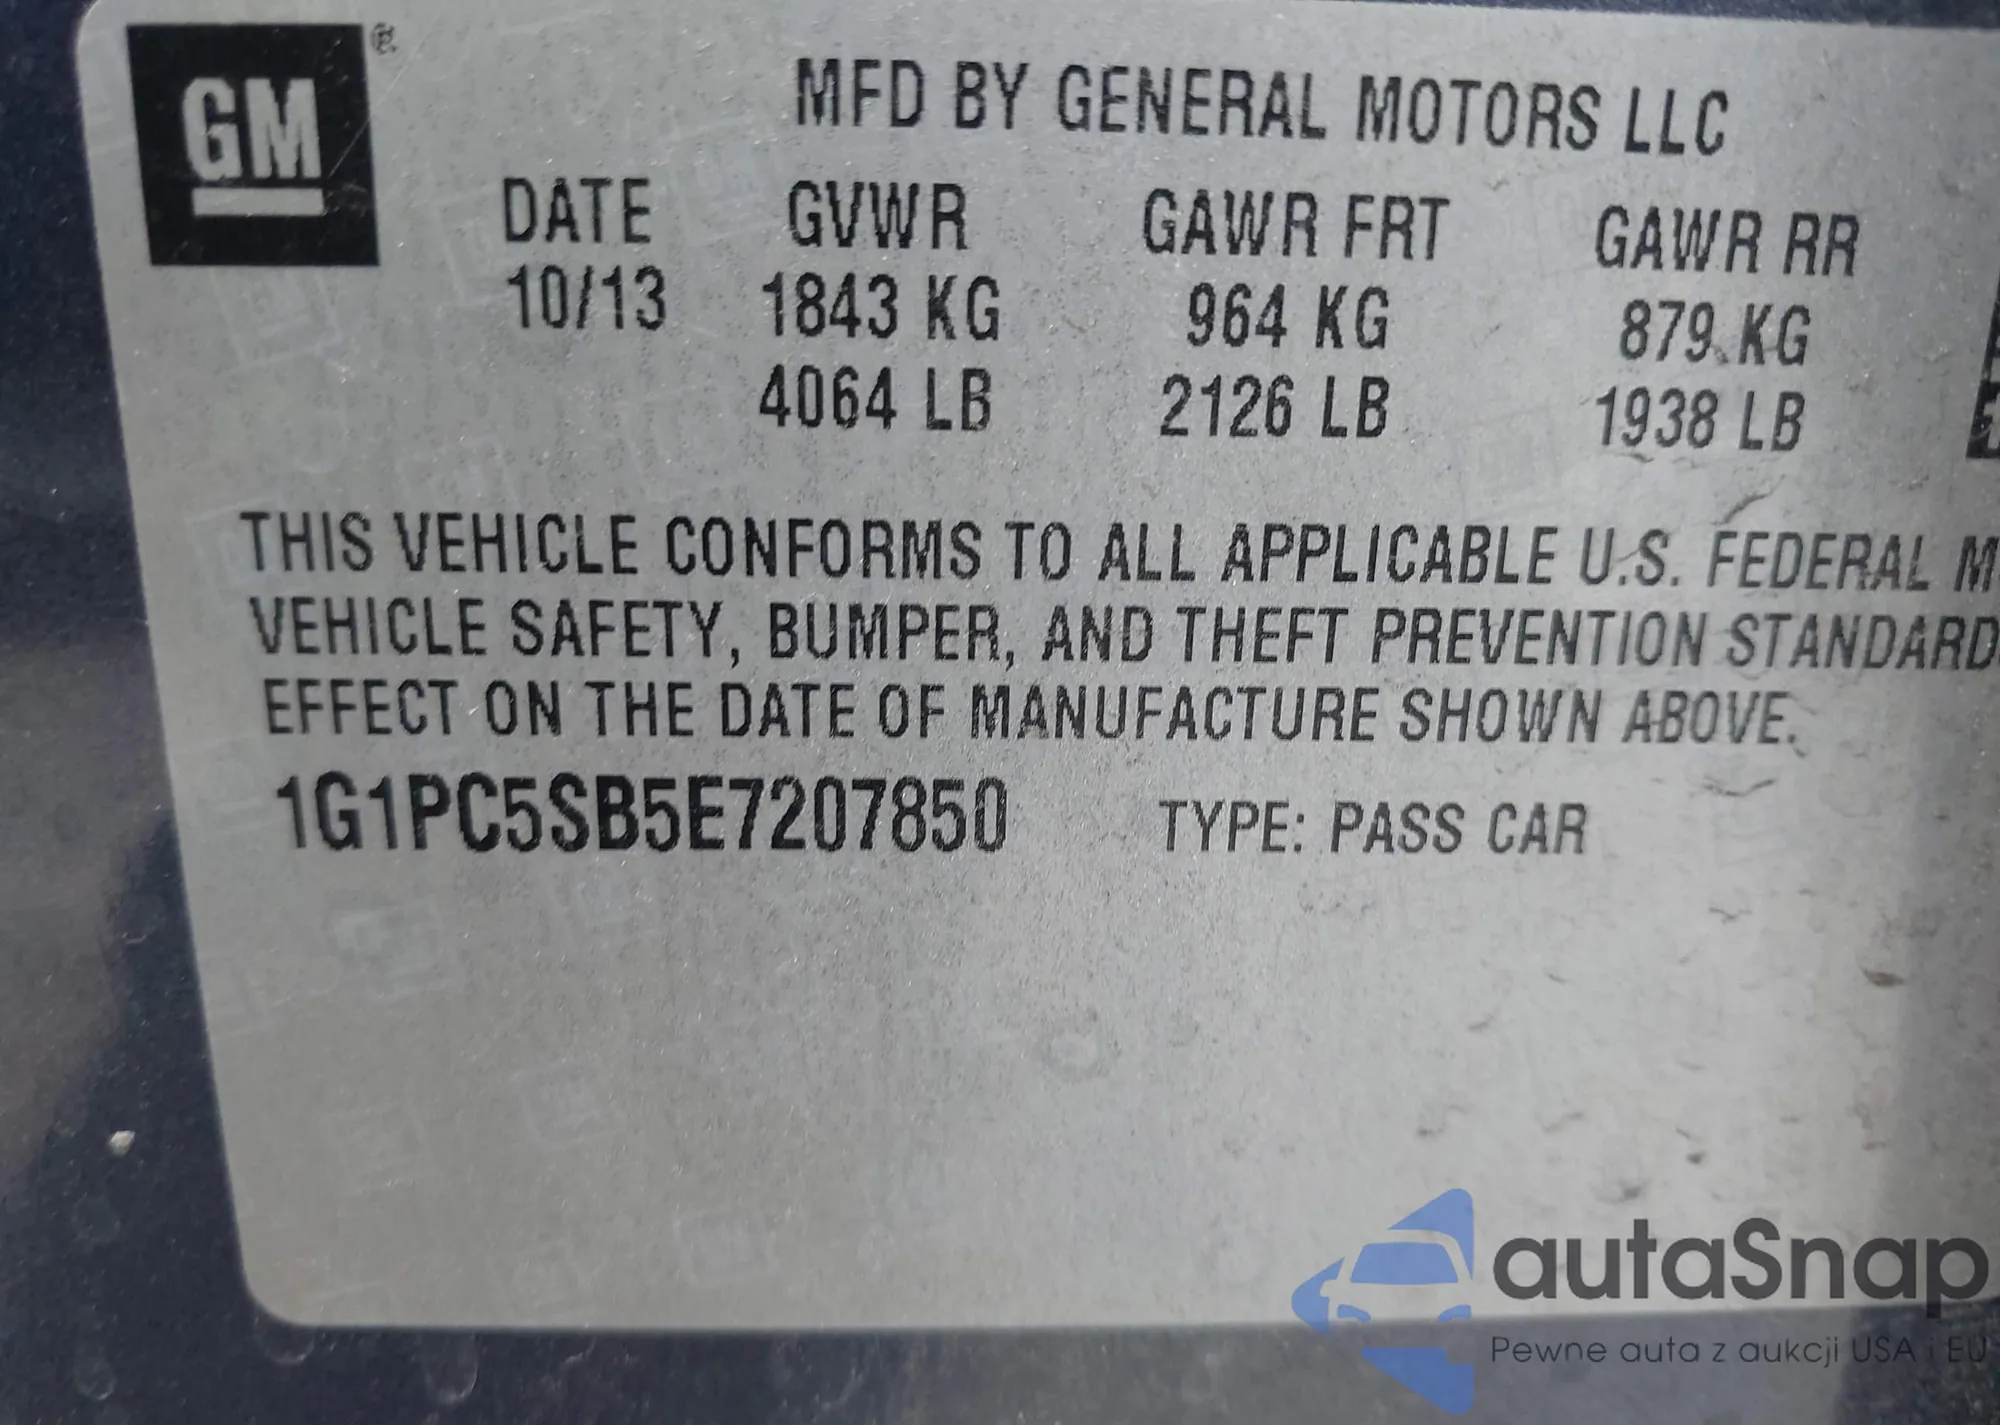 GM ®
MFD BY GENERAL MOTORS LLC
DATE GVWR GAWR FRT GAWR RR
10/13 1843 KG 964 KG 879 KG
4064 LB 2126 LB 1938 LB
THIS VEHICLE CONFORMS TO ALL APPLICABLE U.S. FEDERAL M
VEHICLE SAFETY, BUMPER, AND THEFT PREVENTION STANDARD
EFFECT ON THE DATE OF MANUFACTURE SHOWN ABOVE.
1G1PC5SB5E7207850 TYPE: PASS CAR
autaSnap
Pewne auta z aukcji USA i EU